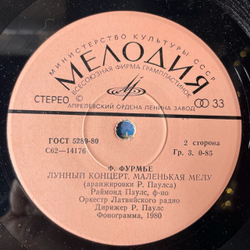 МИНИСТЕРСТВО КУЛЬТУРЫ СССР
МЕЛОДИЯ
ВСЕСОЮЗНАЯ ФИРМА ГРАМПЛАСТИНОК
СТЕРЕО
33
АПРЕЛЕВСКИЙ ОРДЕНА ЛЕНИНА ЗАВОД
ГОСТ 5289-80
2 сторона
С62—14176
Гр. 3. 0-85
Ф. ФУРМБЕ
ЛУННЫЙ КОНЦЕРТ, МАЛЕНЬКАЯ МЕЛУ
(аранжировки Р. Паулса)
Раймонд Паулс, ф-но
Оркестр Латвийского радио
Дирижер Р. Паулс
Фонограмма, 1980